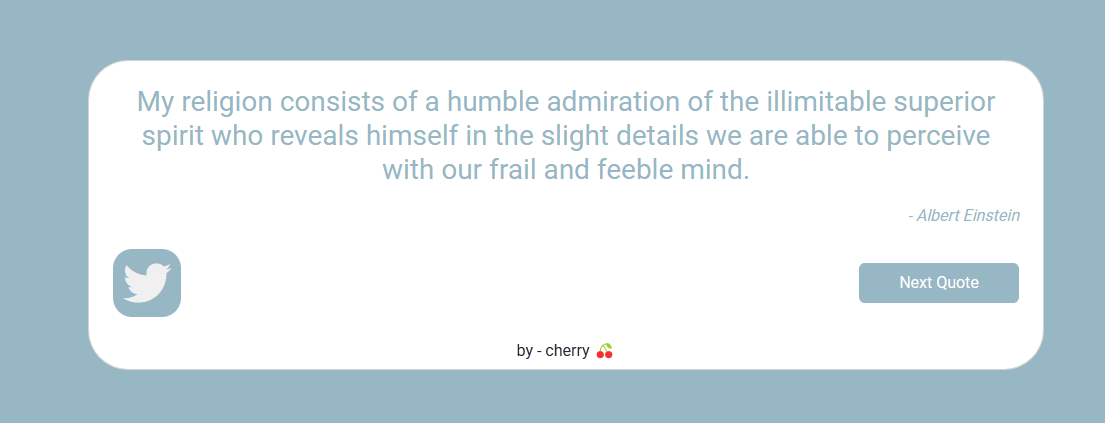 My religion consists of a humble admiration of the illimitable superior
spirit who reveals himself in the slight details we are able to perceive
with our frail and feeble mind.
- Albert Einstein
Next Quote
by - cherry 🍒